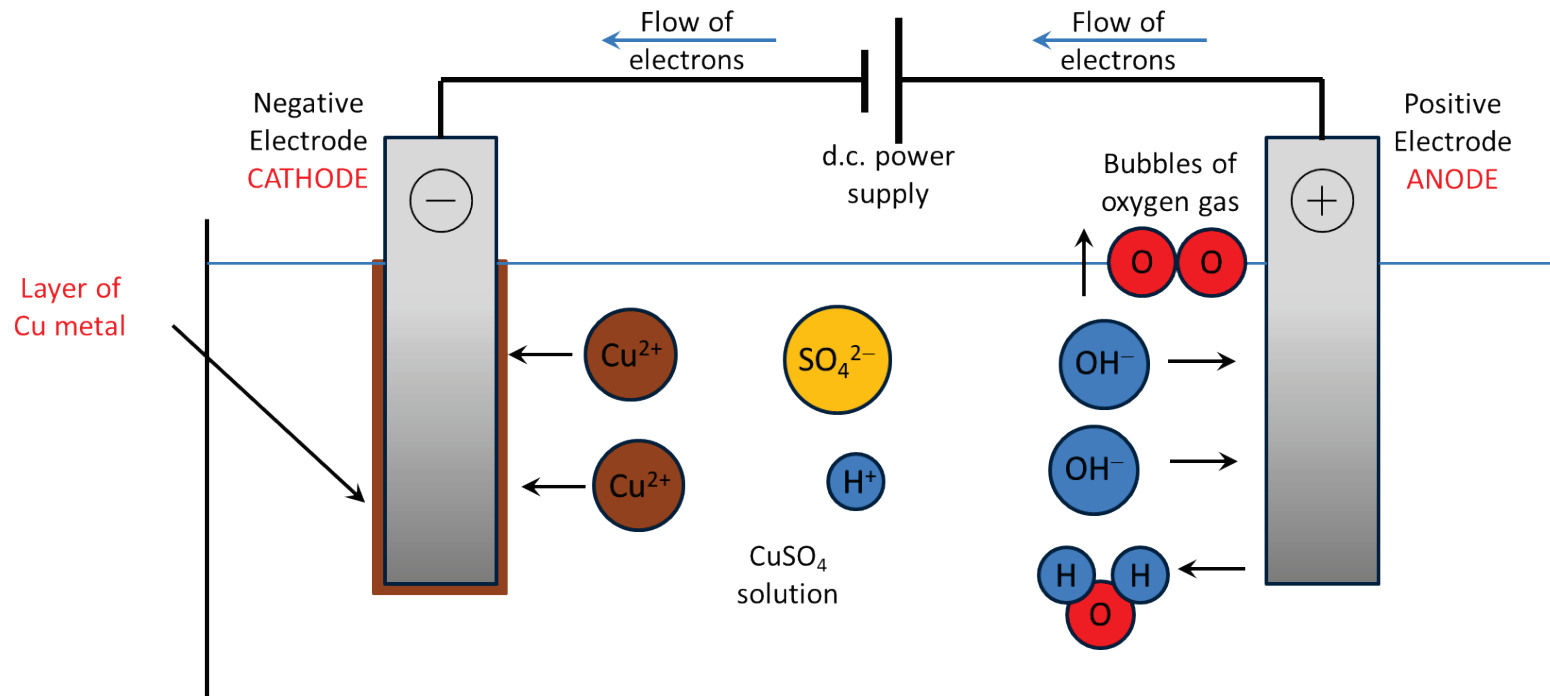 Flow of
electrons
Flow of
electrons
Negative
Electrode
CATHODE
d.c. power
supply
Positive
Electrode
ANODE
Bubbles of
oxygen gas
−
+
O O
Layer of
Cu metal
Cu²⁺
SO₄²⁻
OH⁻
Cu²⁺
H⁺
OH⁻
CuSO₄
solution
H H
O